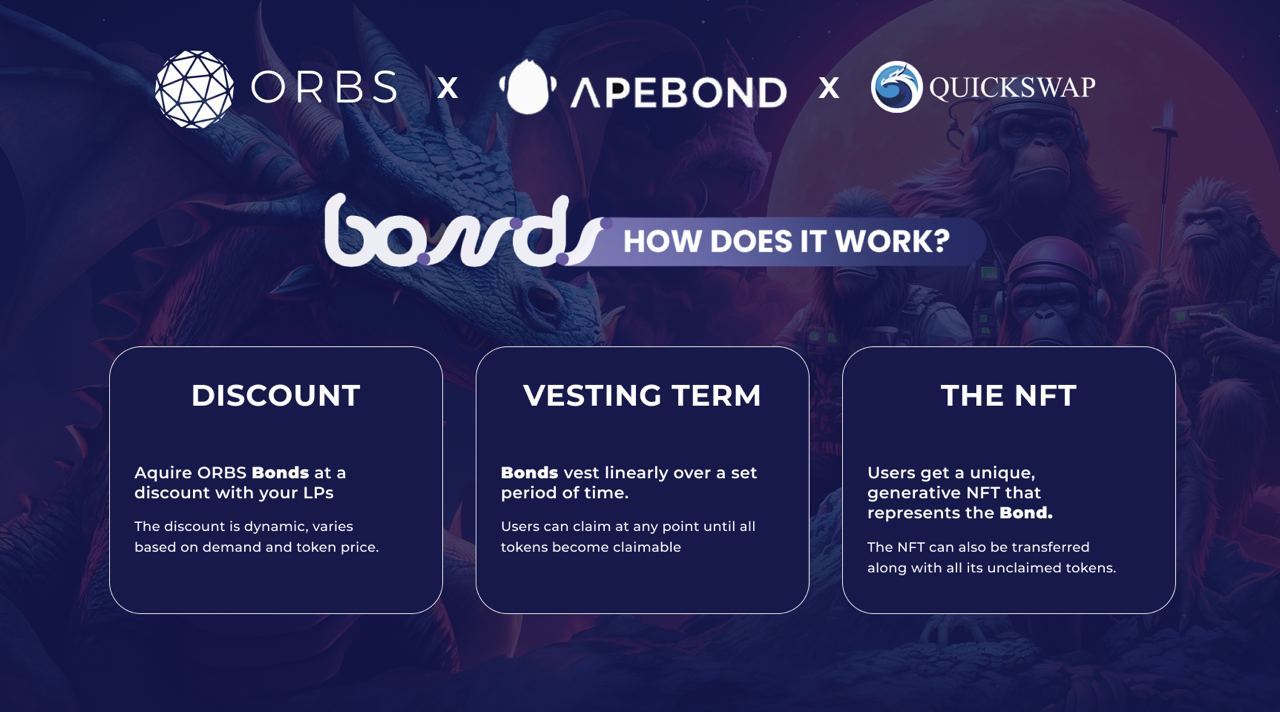 ORBS X APEBOND X QUICKSWAP
bonds HOW DOES IT WORK?
DISCOUNT
Aquire ORBS Bonds at a
discount with your LPs
The discount is dynamic, varies
based on demand and token price.
VESTING TERM
Bonds vest linearly over a set
period of time.
Users can claim at any point until all
tokens become claimable
THE NFT
Users get a unique,
generative NFT that
represents the Bond.
The NFT can also be transferred
along with all its unclaimed tokens.